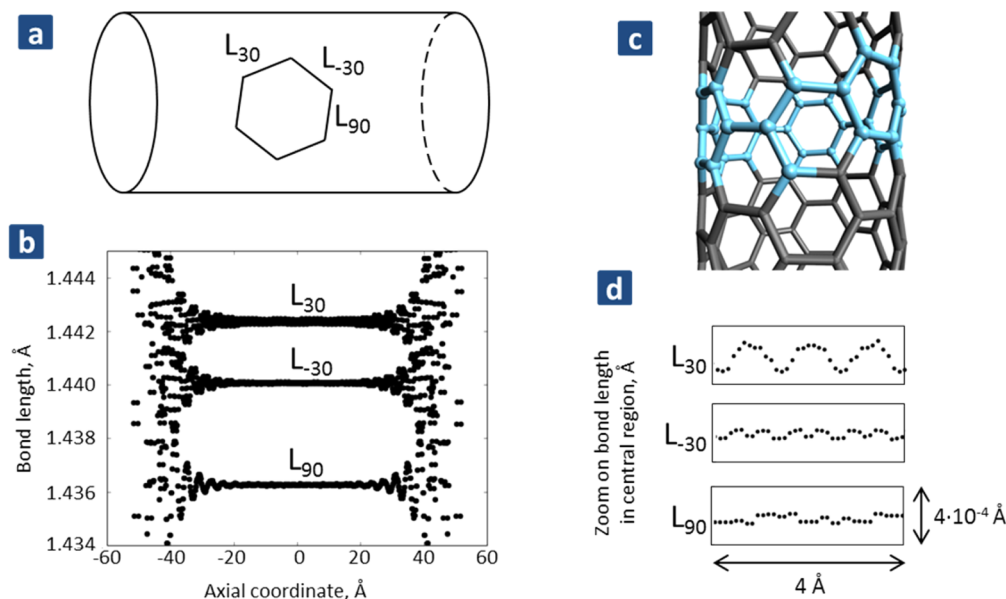 a
L30
L-30
L90
b
1.444
1.442
1.440
1.438
1.436
1.434
Bond length, Å
L30
L-30
L90
-60
-40
-20
0
20
40
60
Axial coordinate, Å
c
d
Zoom on bond length
in central region, Å
L30
L-30
L90
4·10-4 Å
4 Å